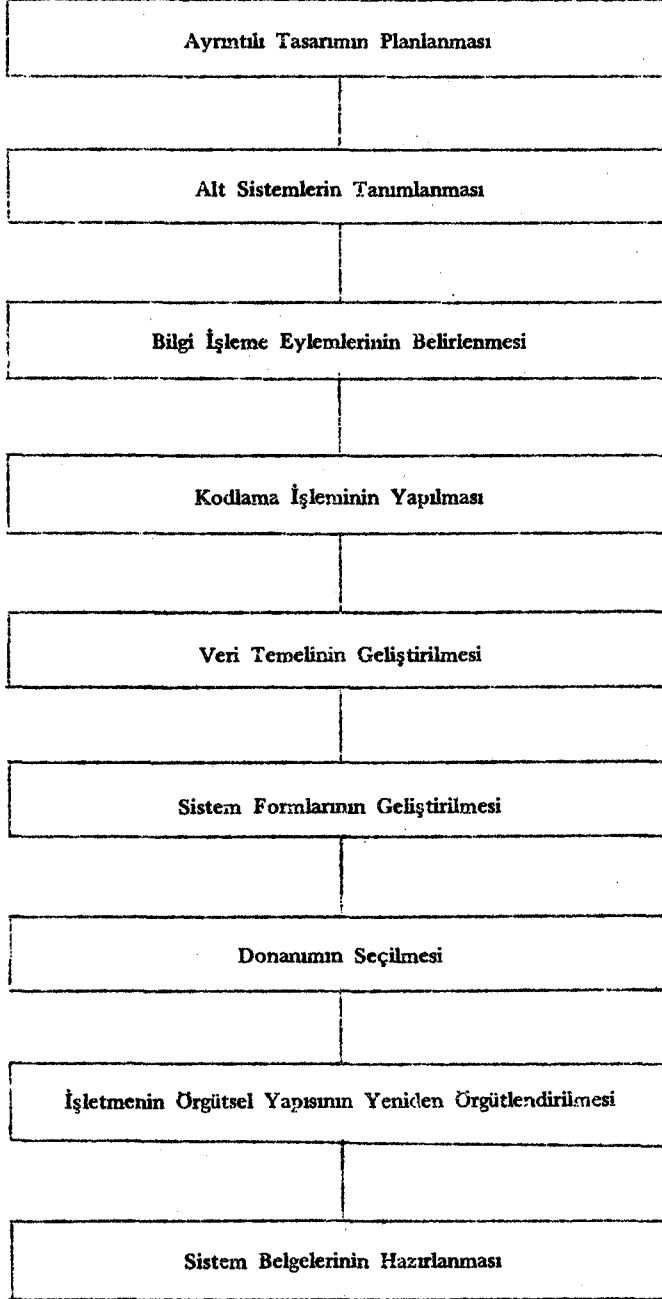 Ayrıntılı Tasarımın Planlanması
Alt Sistemlerin Tanımlanması
Bilgi İşleme Eylemlerinin Belirlenmesi
Kodlama İşleminin Yapılması
Veri Temelinin Geliştirilmesi
Sistem Formlarının Geliştirilmesi
Donanımın Seçilmesi
İşletmenin Örgütsel Yapısının Yeniden Örgütlendirilmesi
Sistem Belgelerinin Hazırlanması